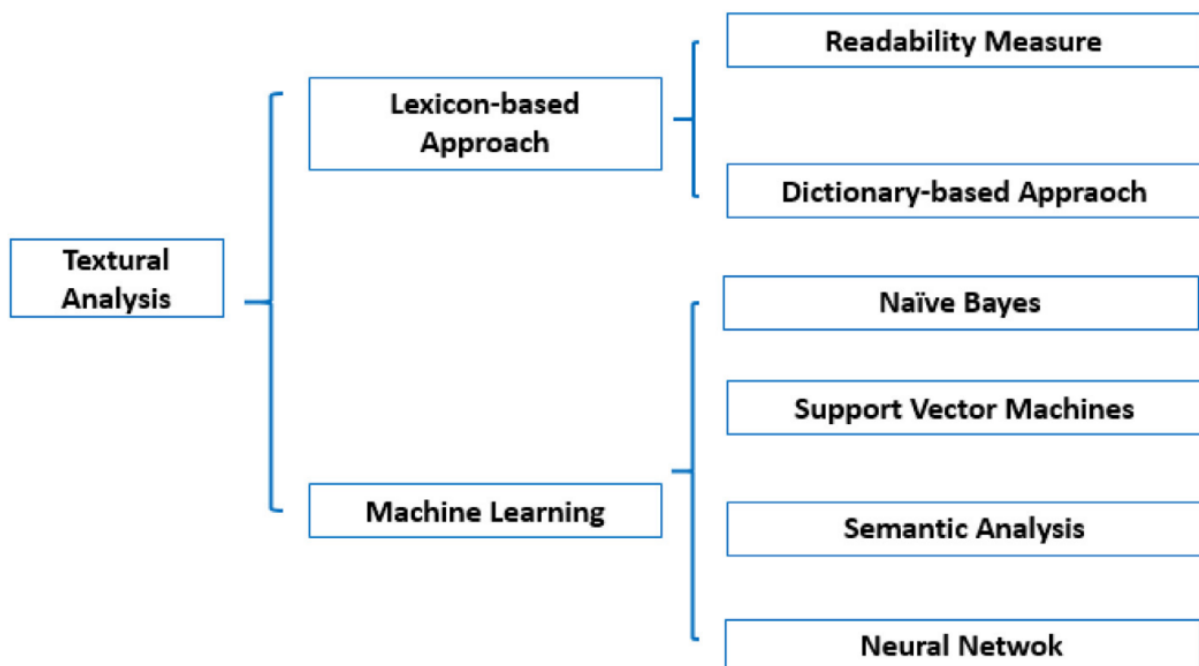 Textural
Analysis
Lexicon-based
Approach
Readability Measure
Dictionary-based Appraoch
Machine Learning
Naïve Bayes
Support Vector Machines
Semantic Analysis
Neural Netwok